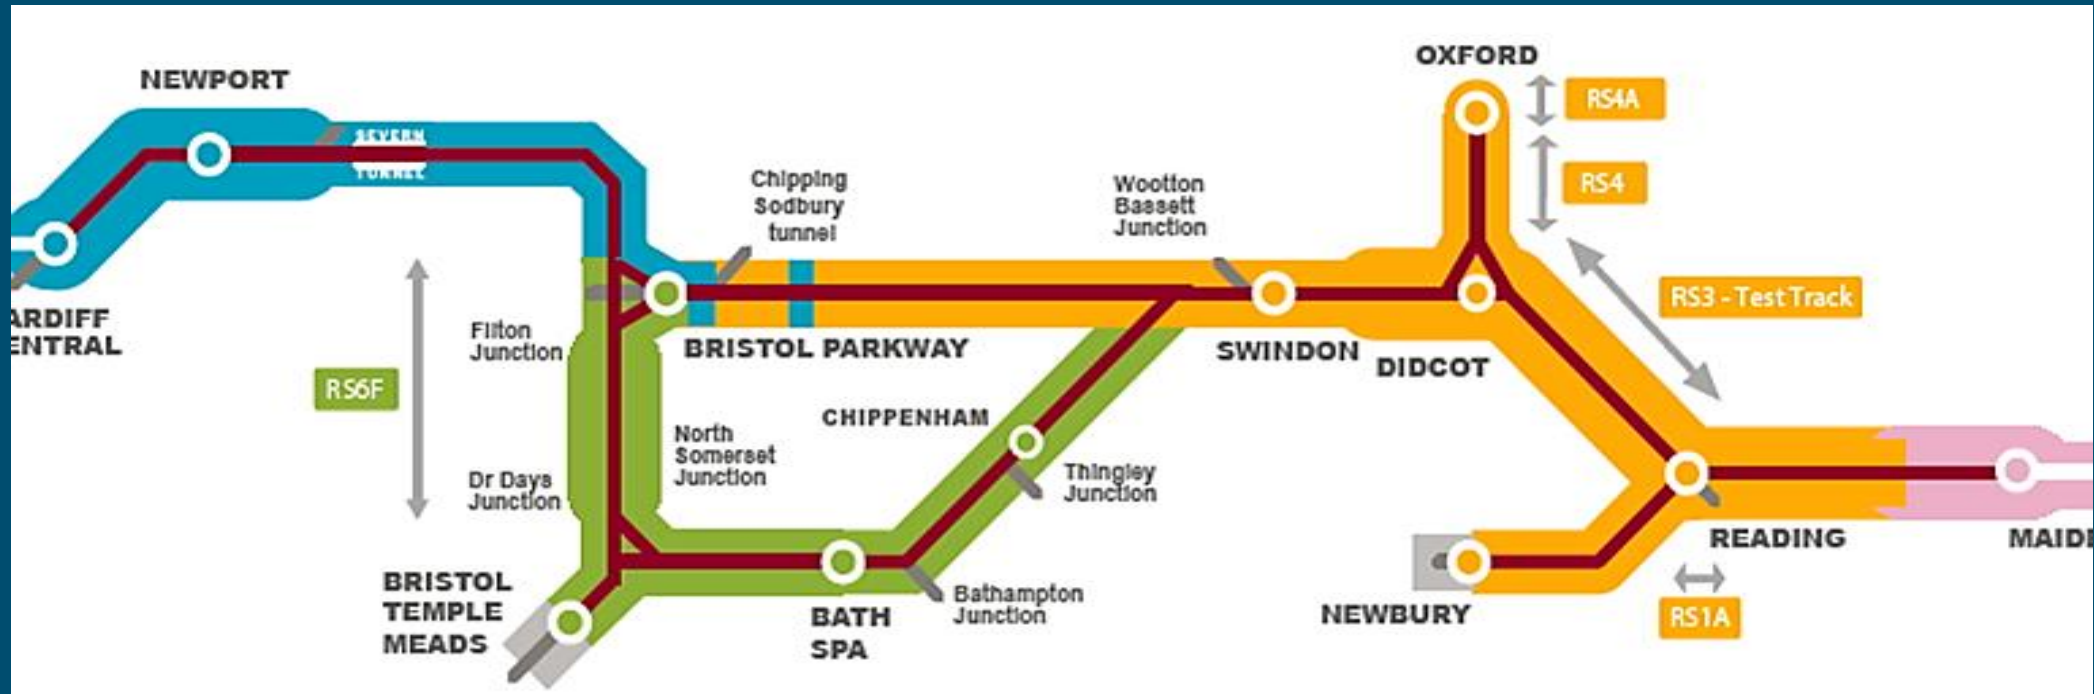 NEWPORT
SEVERN
TUNNEL
ARDIFF
ENTRAL
RS6F
Filton
Junction
Dr Days
Junction
BRISTOL
TEMPLE
MEADS
North
Somerset
Junction
Chipping
Sodbury
tunnel
BRISTOL PARKWAY
CHIPPENHAM
Thingley
Junction
BATH
SPA
Bathampton
Junction
Wootton
Bassett
Junction
SWINDON
DIDCOT
OXFORD
RS4A
RS4
RS3 - Test Track
NEWBURY
READING
RS1A
MAID